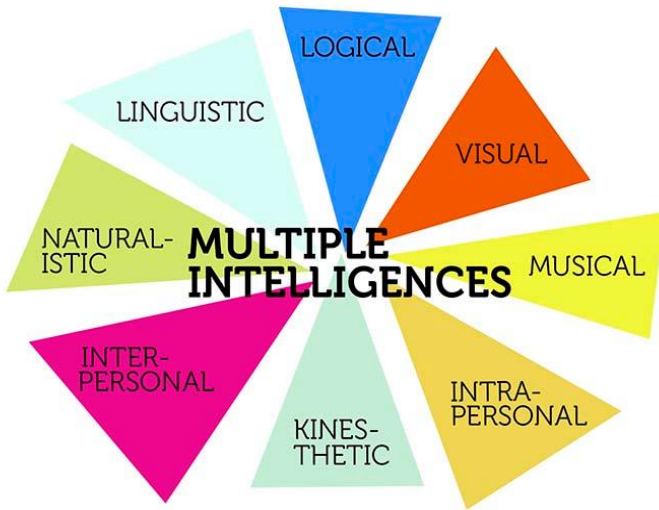 LOGICAL
LINGUISTIC
VISUAL
NATURAL-
ISTIC
MULTIPLE
INTELLIGENCES
MUSICAL
INTER-
PERSONAL
INTRA-
PERSONAL
KINES-
THETIC